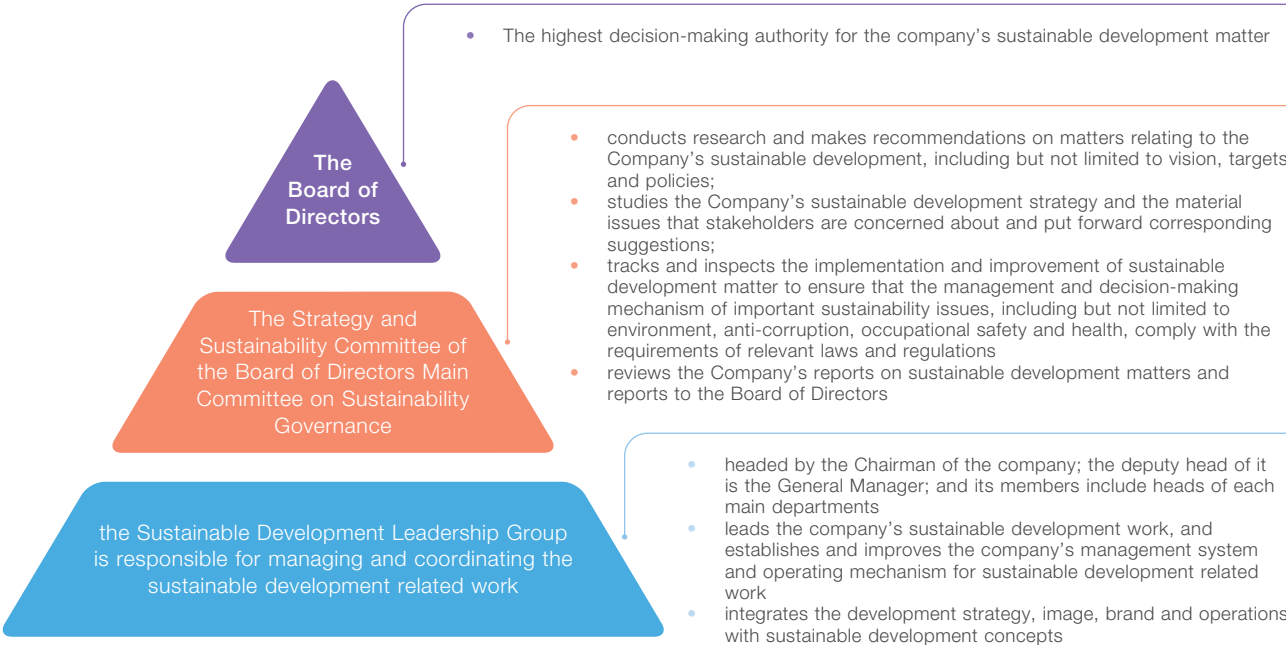 • The highest decision-making authority for the company's sustainable development matter
The
Board of
Directors
• conducts research and makes recommendations on matters relating to the
Company's sustainable development, including but not limited to vision, targets
and policies;
• studies the Company's sustainable development strategy and the material
issues that stakeholders are concerned about and put forward corresponding
suggestions;
• tracks and inspects the implementation and improvement of sustainable
development matter to ensure that the management and decision-making
mechanism of important sustainability issues, including but not limited to
environment, anti-corruption, occupational safety and health, comply with the
requirements of relevant laws and regulations
• reviews the Company's reports on sustainable development matters and
reports to the Board of Directors
The Strategy and
Sustainability Committee of
the Board of Directors Main
Committee on Sustainability
Governance
• headed by the Chairman of the company; the deputy head of it
is the General Manager; and its members include heads of each
main departments
• leads the company's sustainable development work, and
establishes and improves the company's management system
and operating mechanism for sustainable development related
work
• integrates the development strategy, image, brand and operations
with sustainable development concepts
the Sustainable Development Leadership Group
is responsible for managing and coordinating the
sustainable development related work